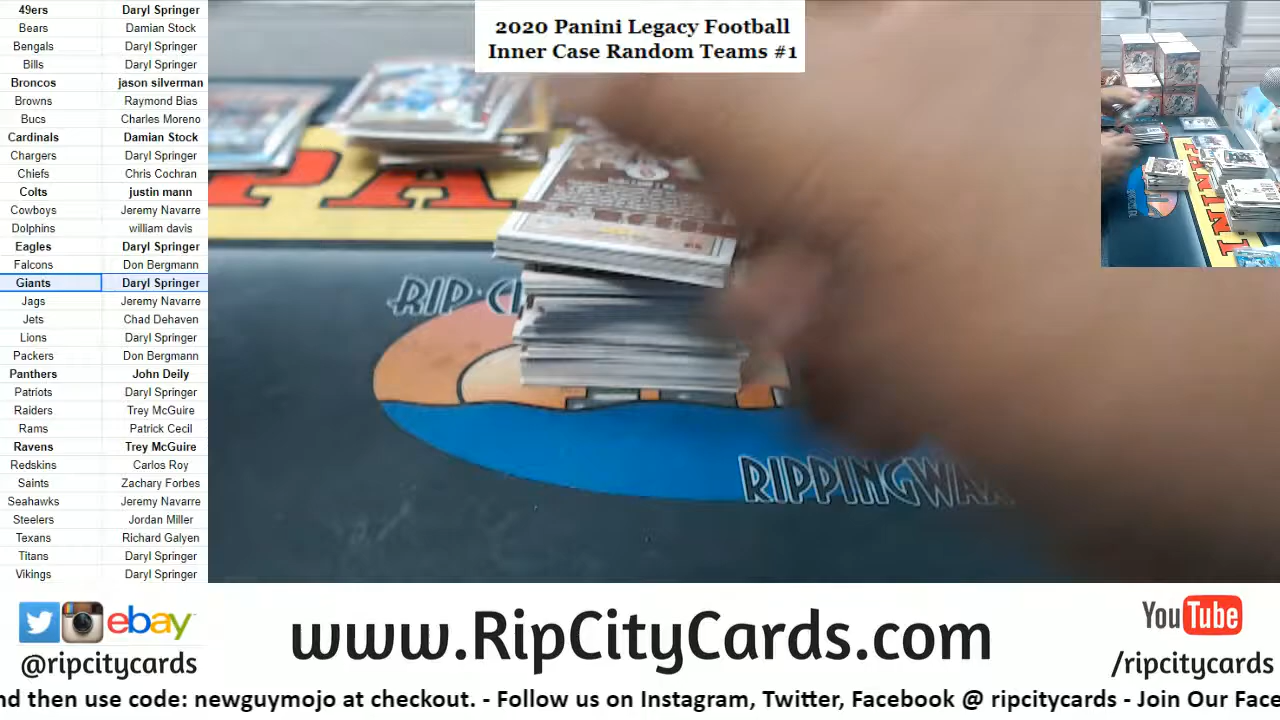 49ers Daryl Springer
Bears Damian Stock
Bengals Daryl Springer
Bills Daryl Springer
Broncos jason silverman
Browns Raymond Bias
Bucs Charles Moreno
Cardinals Damian Stock
Chargers Daryl Springer
Chiefs Chris Cochran
Colts justin mann
Cowboys Jeremy Navarre
Dolphins william davis
Eagles Daryl Springer
Falcons Don Bergmann
Giants Daryl Springer
Jags Jeremy Navarre
Jets Chad Dehaven
Lions Daryl Springer
Packers Don Bergmann
Panthers John Deily
Patriots Daryl Springer
Raiders Trey McGuire
Rams Patrick Cecil
Ravens Trey McGuire
Redskins Carlos Roy
Saints Zachary Forbes
Seahawks Jeremy Navarre
Steelers Jordan Miller
Texans Richard Galyen
Titans Daryl Springer
Vikings Daryl Springer
2020 Panini Legacy Football
Inner Case Random Teams #1
PA
RIP CI
RIPPINGWAX
PANINI
ebay
@ripcitycards
www.RipCityCards.com
YouTube
/ripcitycards
nd then use code: newguymojo at checkout. - Follow us on Instagram, Twitter, Facebook @ ripcitycards - Join Our Face